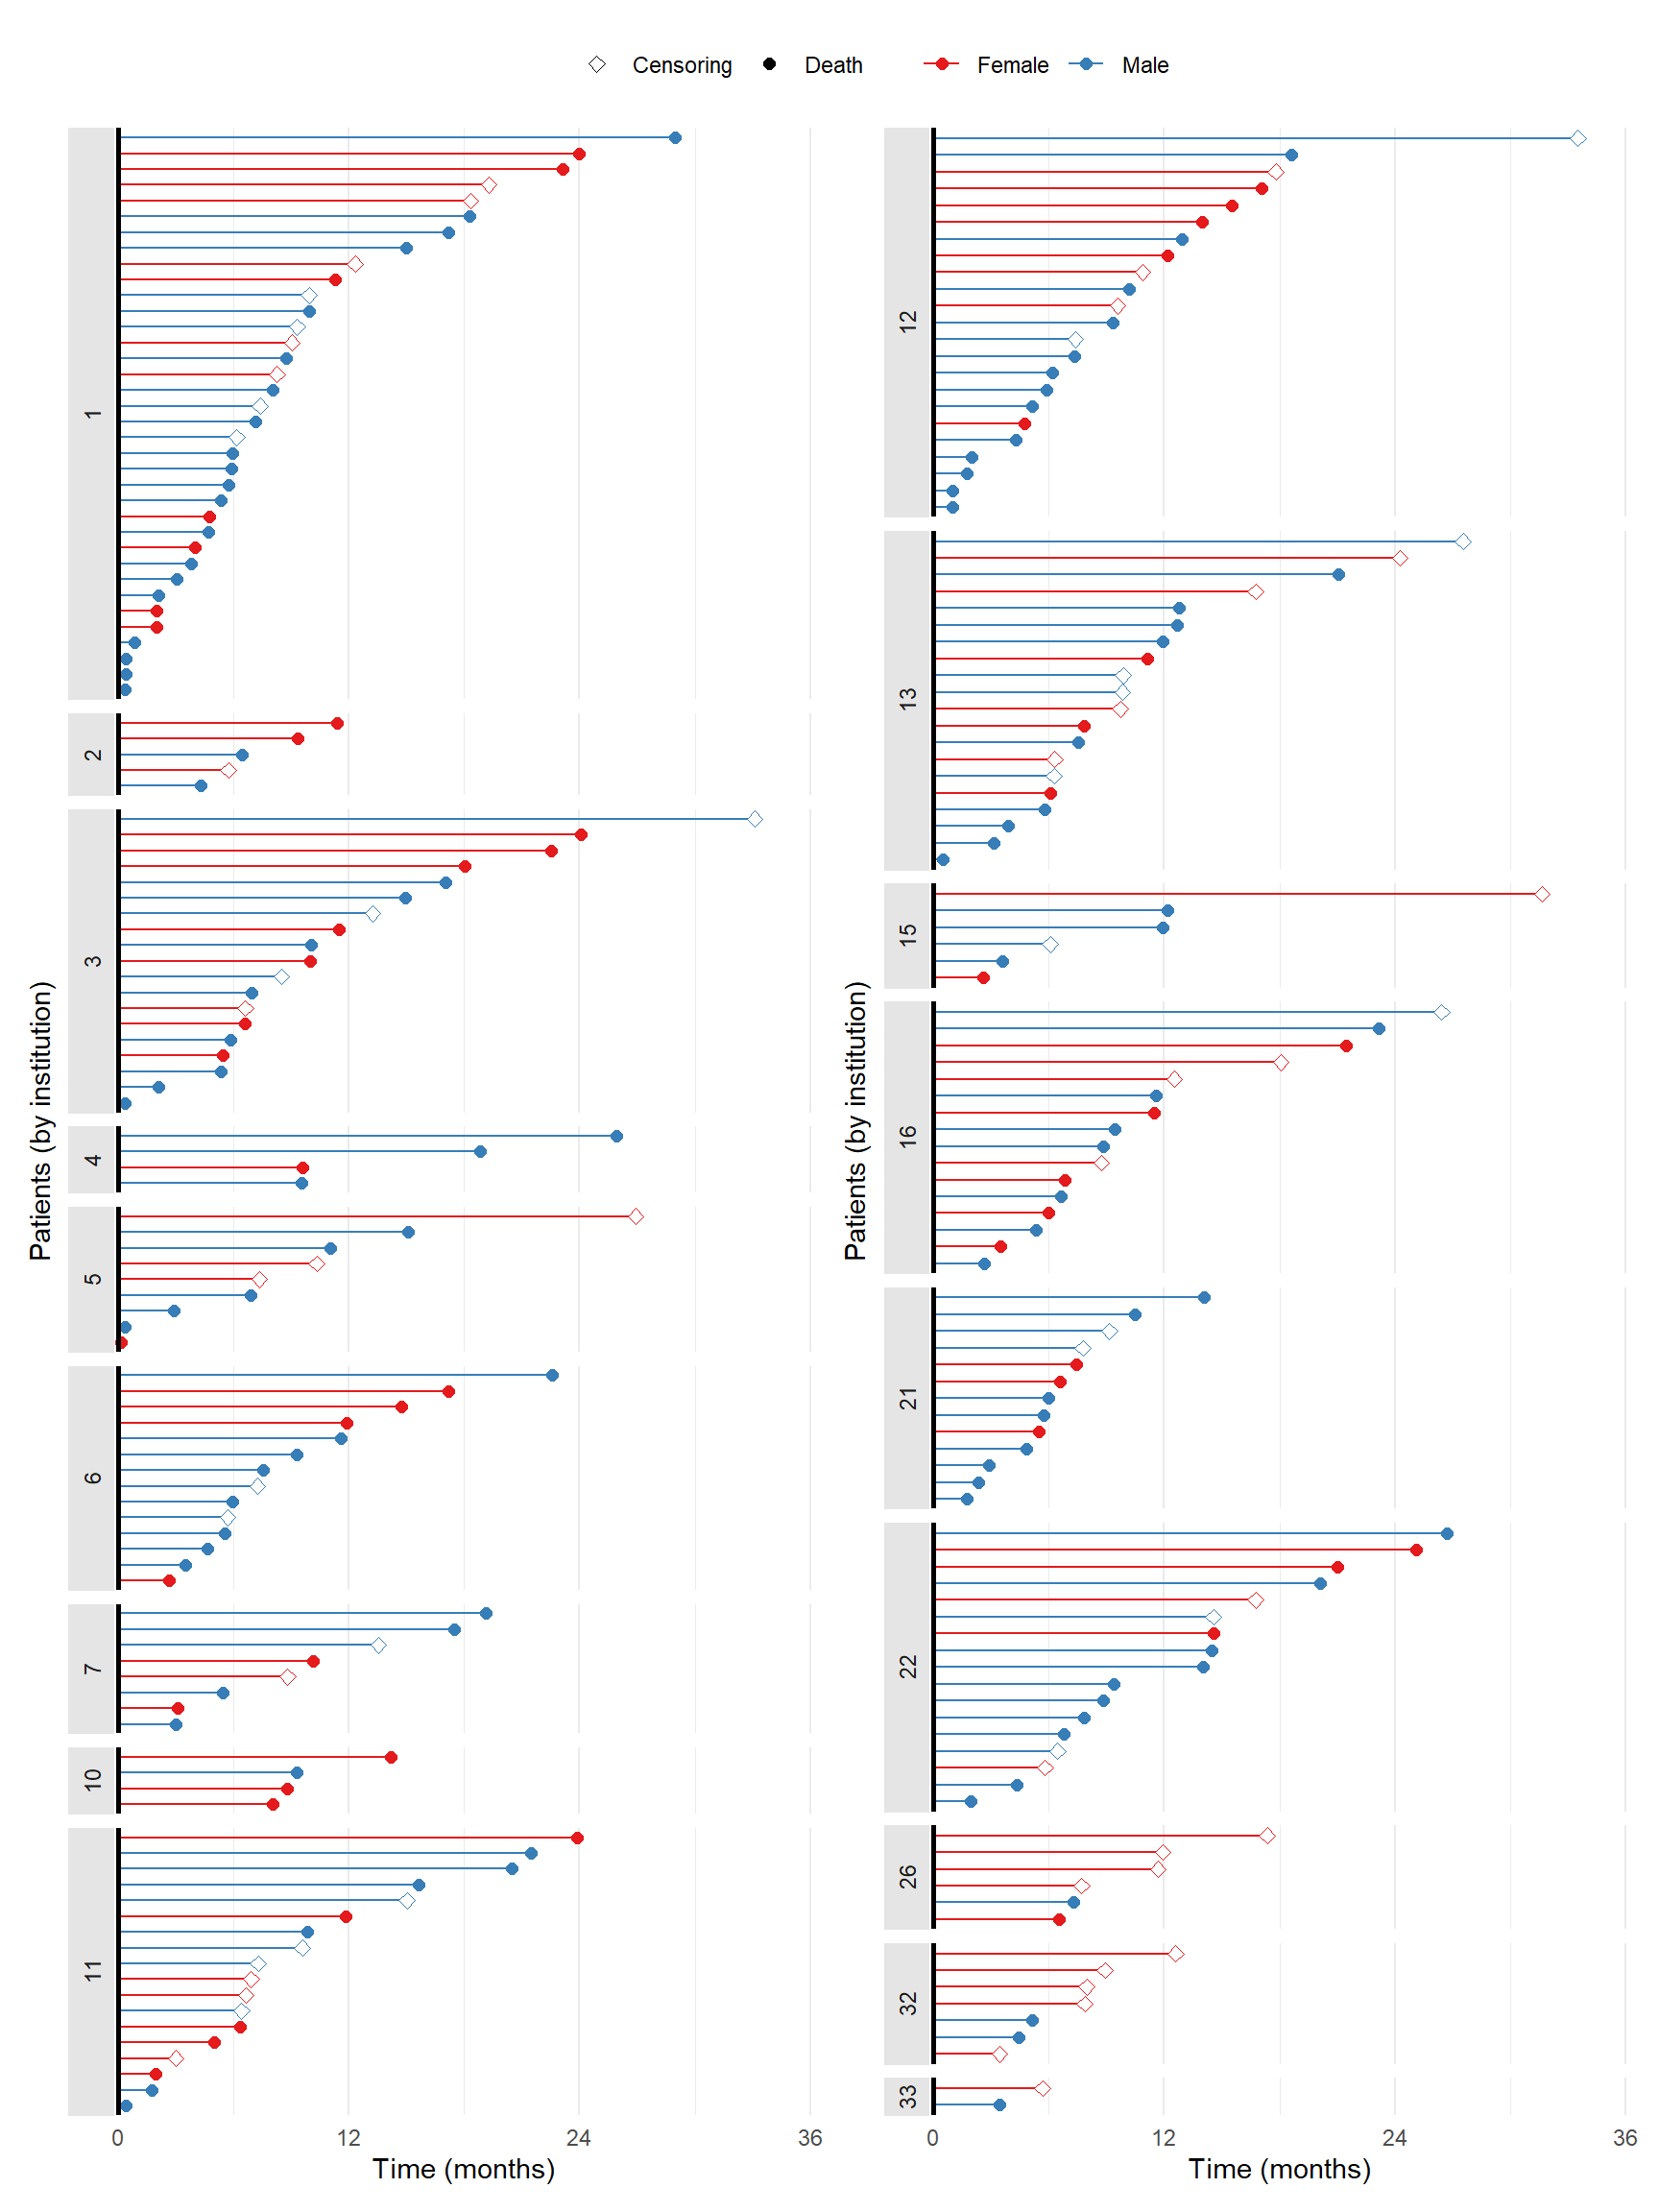 Censoring Death Female Male
Patients (by institution)
1
2
3
4
5
6
7
10
11
0 12 24 36
Time (months)
Patients (by institution)
12
13
15
16
21
22
26
32
33
0 12 24 36
Time (months)